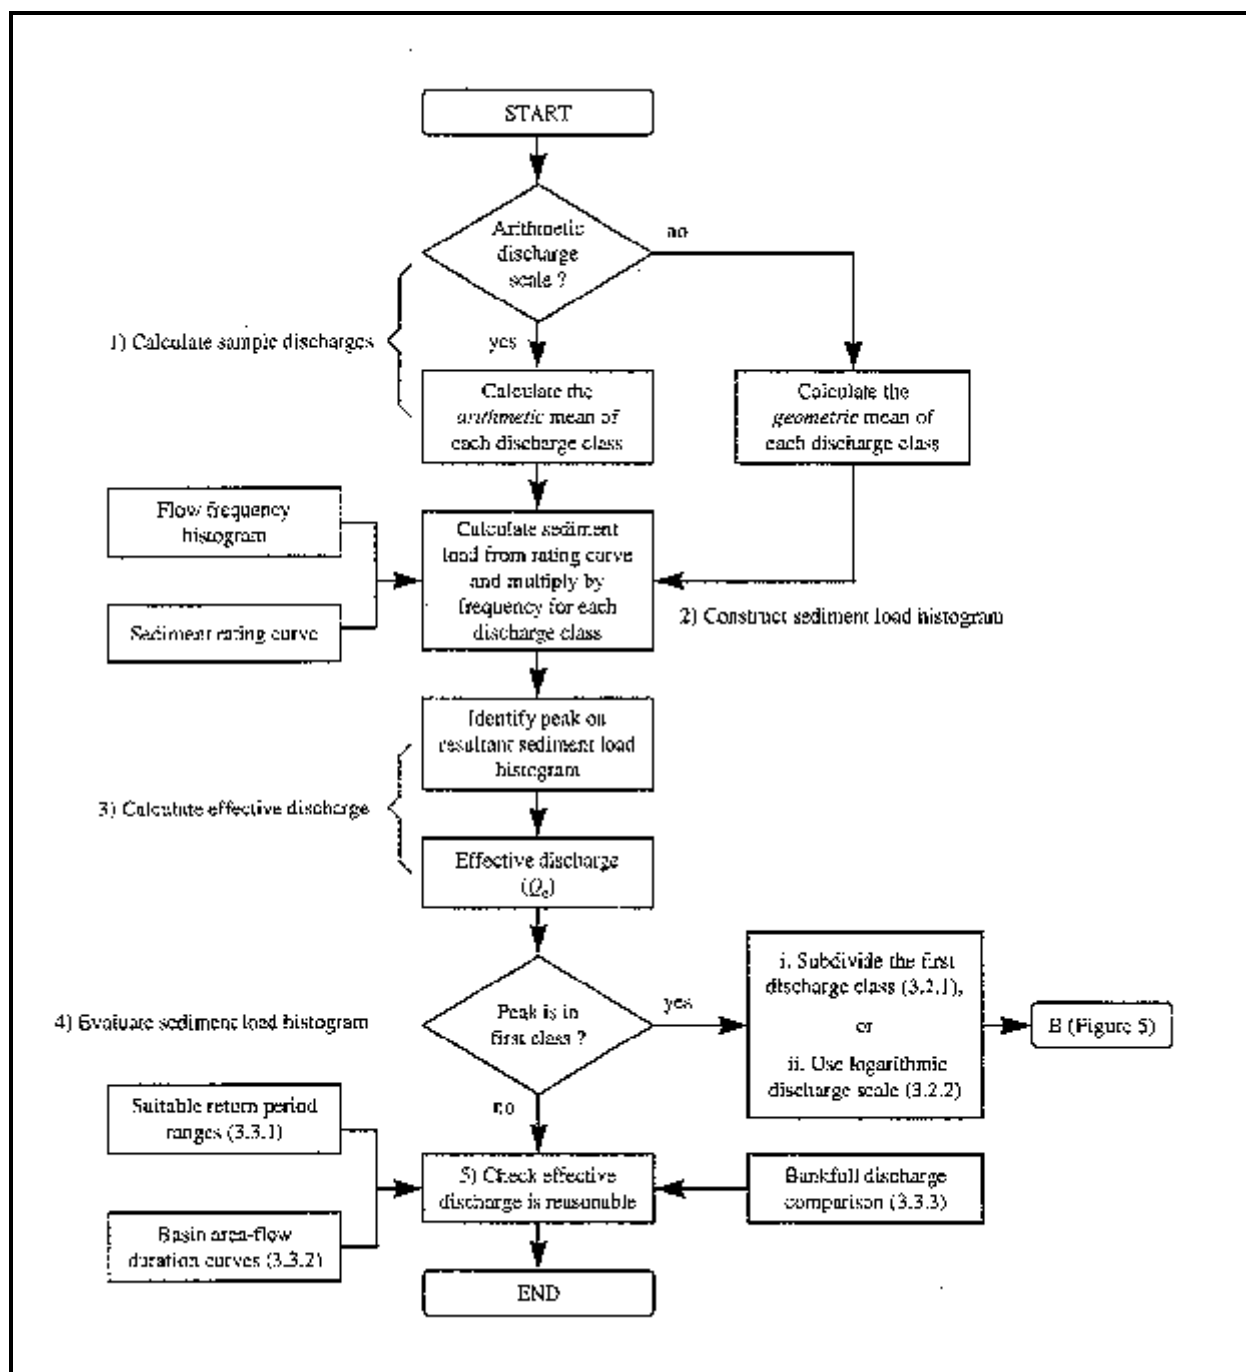 START
Arithmetic
discharge
scale ?
no
1) Calculate sample discharges
yes
Calculate the
arithmetic mean of
each discharge class
Calculate the
geometric mean of
each discharge class
Flow frequency
histogram
Sediment rating curve
Calculate sediment
load from rating curve
and multiply by
frequency for each
discharge class
2) Construct sediment load histogram
Identify peak on
resultant sediment load
histogram
3) Calculate effective discharge
Effective discharge
(Qe)
4) Evaluate sediment load histogram
Peak is in
first class ?
yes
i. Subdivide the first
discharge class (3.2.1),
or
ii. Use logarithmic
discharge scale (3.2.2)
B (Figure 5)
no
Suitable return period
ranges (3.3.1)
Basin area-flow
duration curves (3.3.2)
5) Check effective
discharge is reasonable
Bankfull discharge
comparison (3.3.3)
END